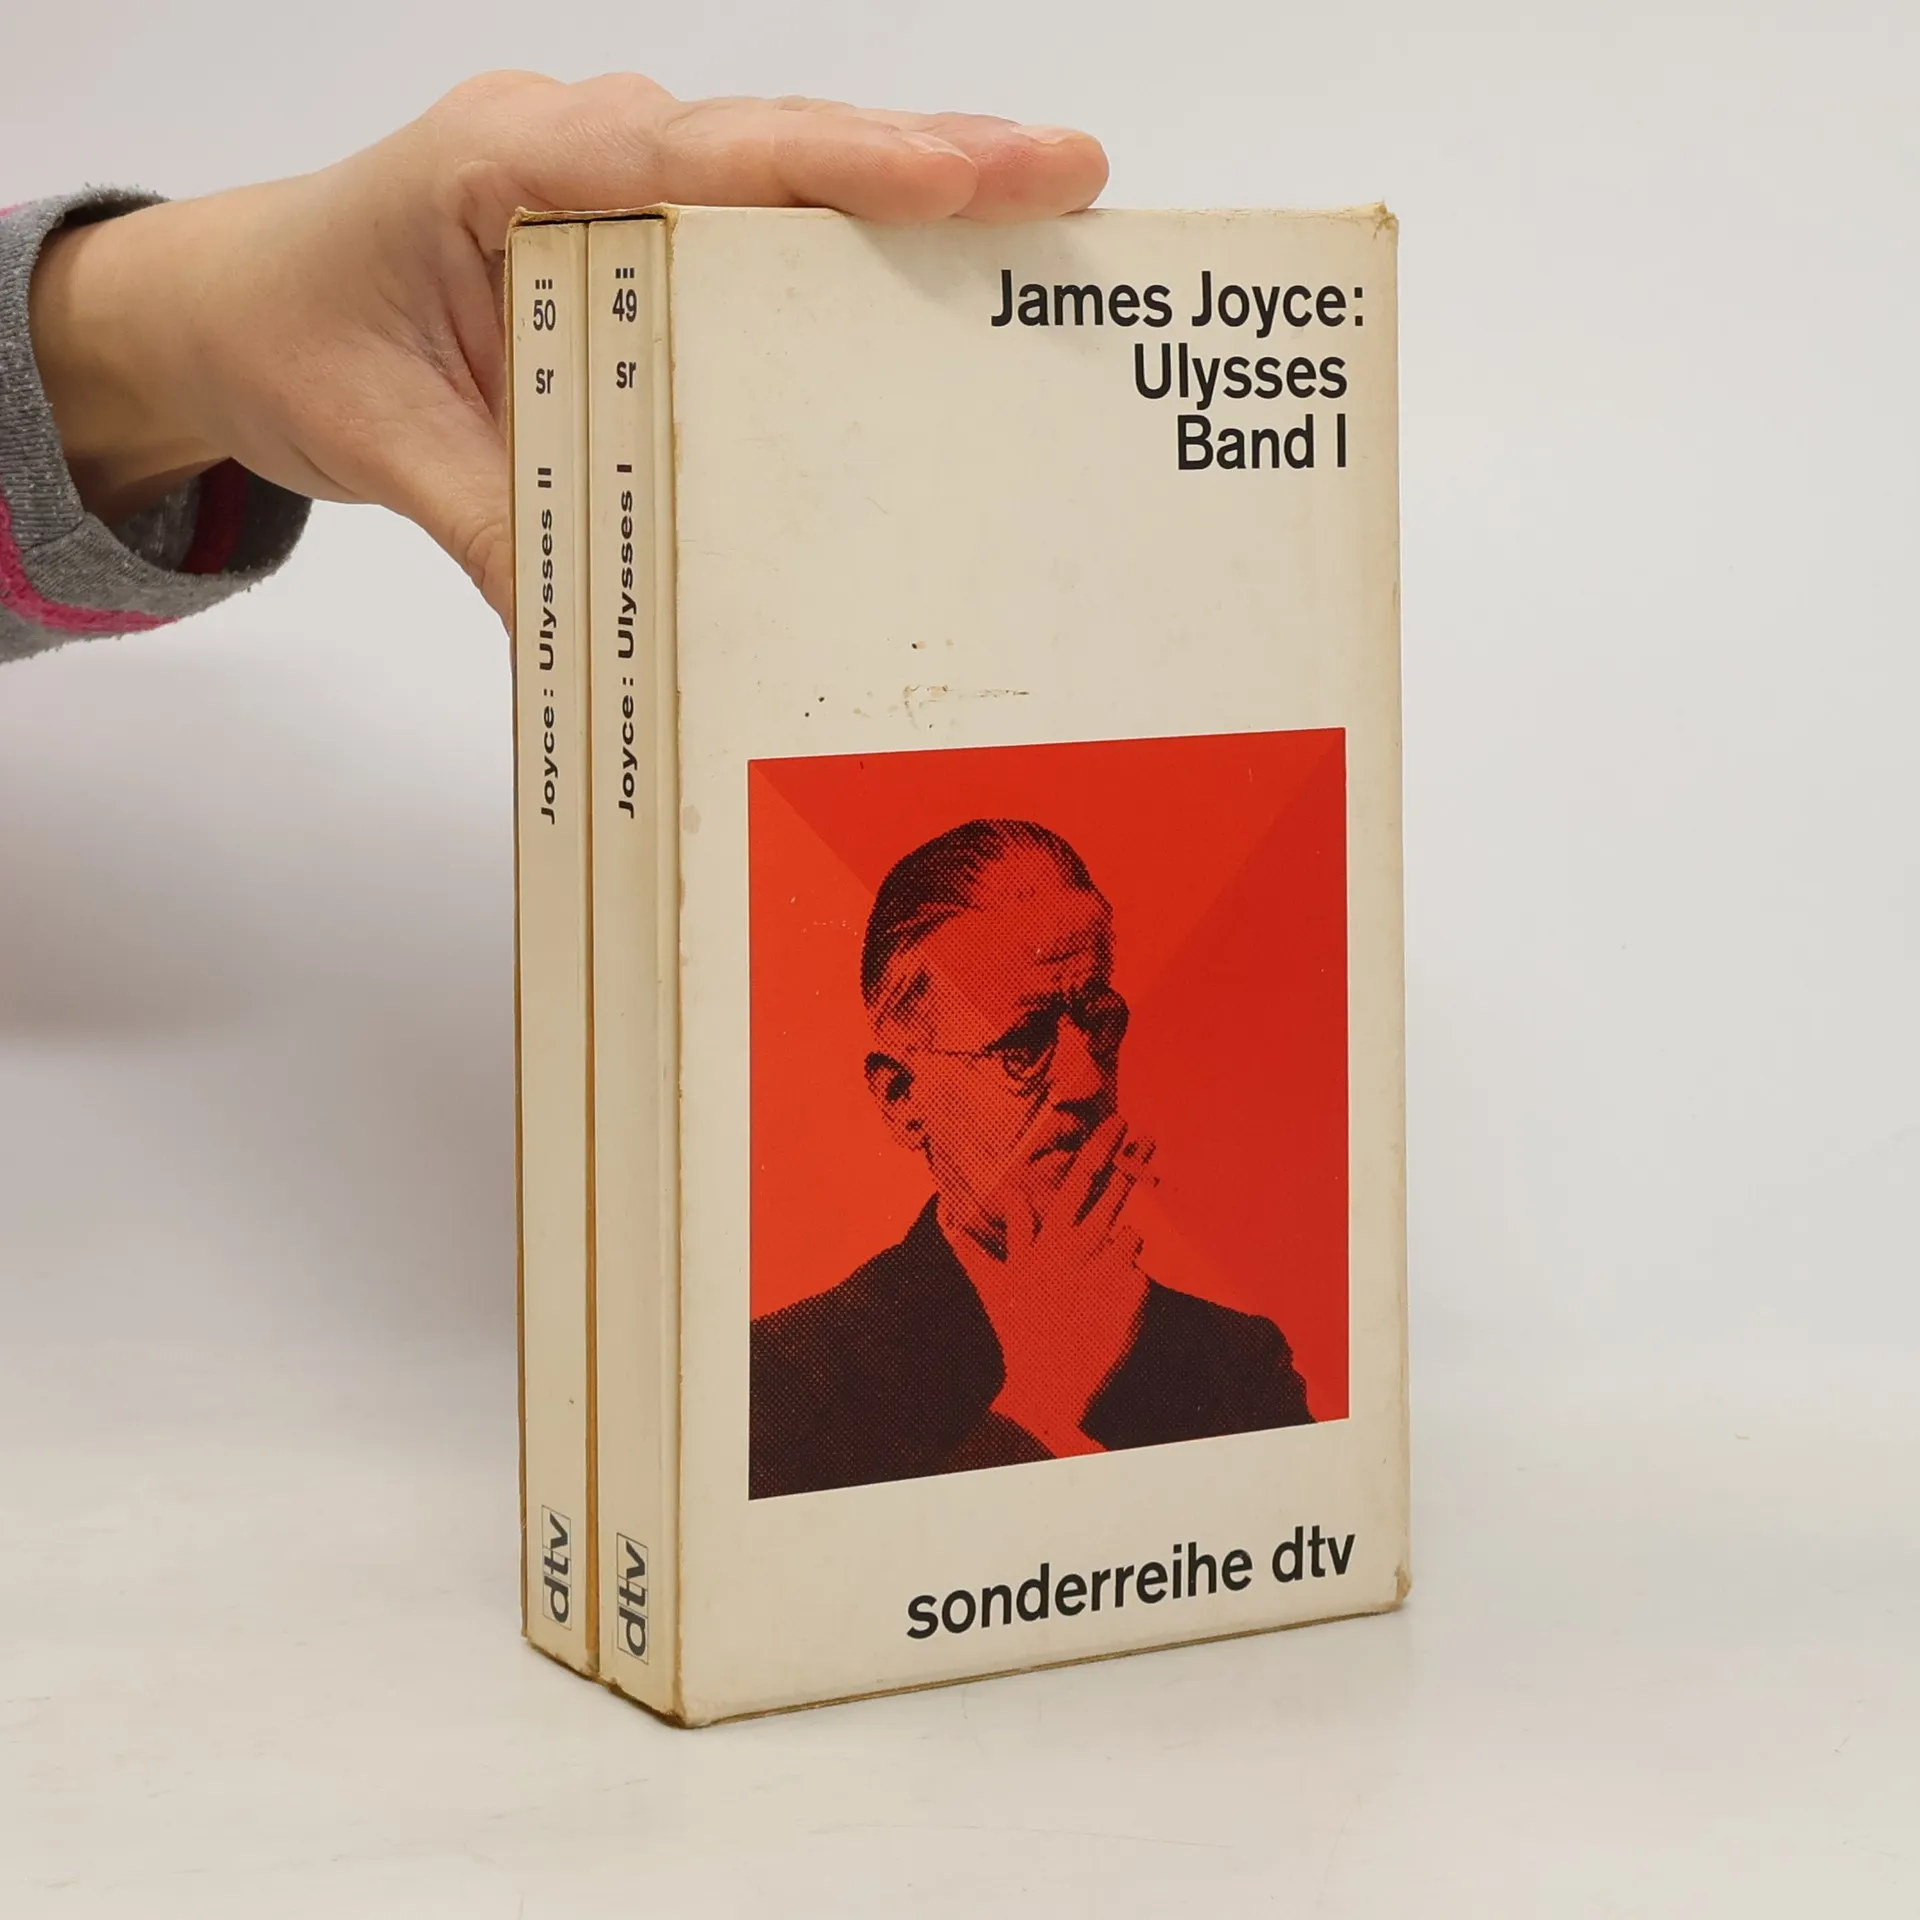 50
sr
Joyce: Ulysses II
dtv
49
sr
Joyce: Ulysses I
dtv
James Joyce:
Ulysses
Band I
sonderreihe dtv